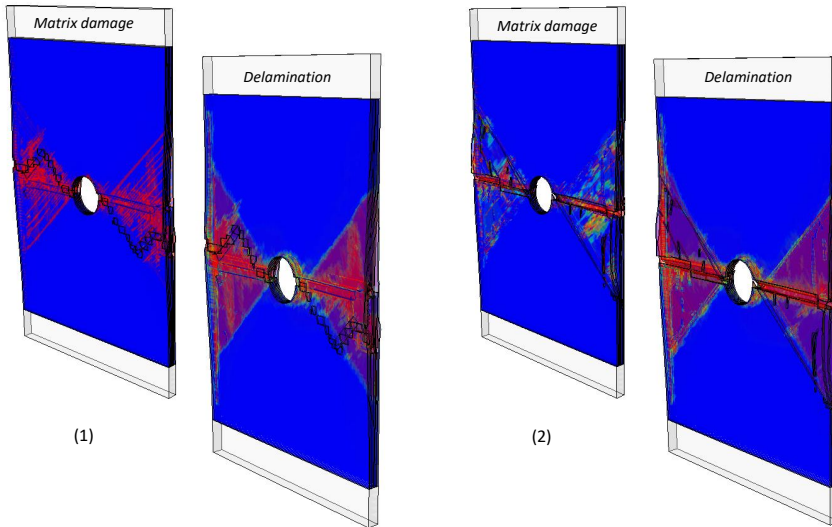 Matrix damage
Delamination
(1)
Matrix damage
Delamination
(2)